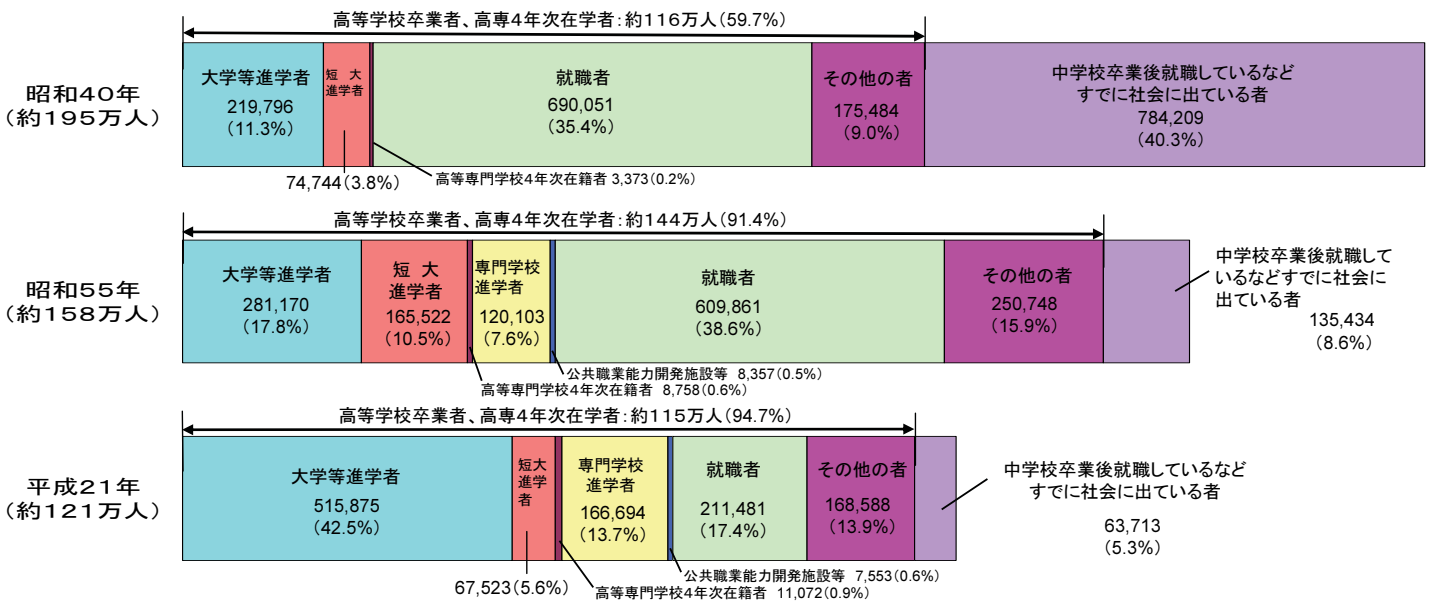 高等学校卒業者、高専4年次在学者：約116万人(59.7%)
昭和40年
(約195万人)
大学等進学者
219,796
(11.3%)
短 大
進学者
74,744(3.8%)
高等専門学校4年次在籍者 3,373(0.2%)
就職者
690,051
(35.4%)
その他の者
175,484
(9.0%)
中学校卒業後就職しているなど
すでに社会に出ている者
784,209
(40.3%)
高等学校卒業者、高専4年次在学者：約144万人(91.4%)
昭和55年
(約158万人)
大学等進学者
281,170
(17.8%)
短 大
進学者
165,522
(10.5%)
専門学校
進学者
120,103
(7.6%)
就職者
609,861
(38.6%)
その他の者
250,748
(15.9%)
中学校卒業後就職して
いるなどすでに社会に
出ている者
135,434
(8.6%)
公共職業能力開発施設等 8,357(0.5%)
高等専門学校4年次在籍者 8,758(0.6%)
高等学校卒業者、高専4年次在学者：約115万人(94.7%)
平成21年
(約121万人)
大学等進学者
515,875
(42.5%)
短大
進学
者
67,523(5.6%)
専門学校
進学者
166,694
(13.7%)
就職者
211,481
(17.4%)
その他の者
168,588
(13.9%)
中学校卒業後就職しているなど
すでに社会に出ている者
63,713
(5.3%)
公共職業能力開発施設等 7,553(0.6%)
高等専門学校4年次在籍者 11,072(0.9%)